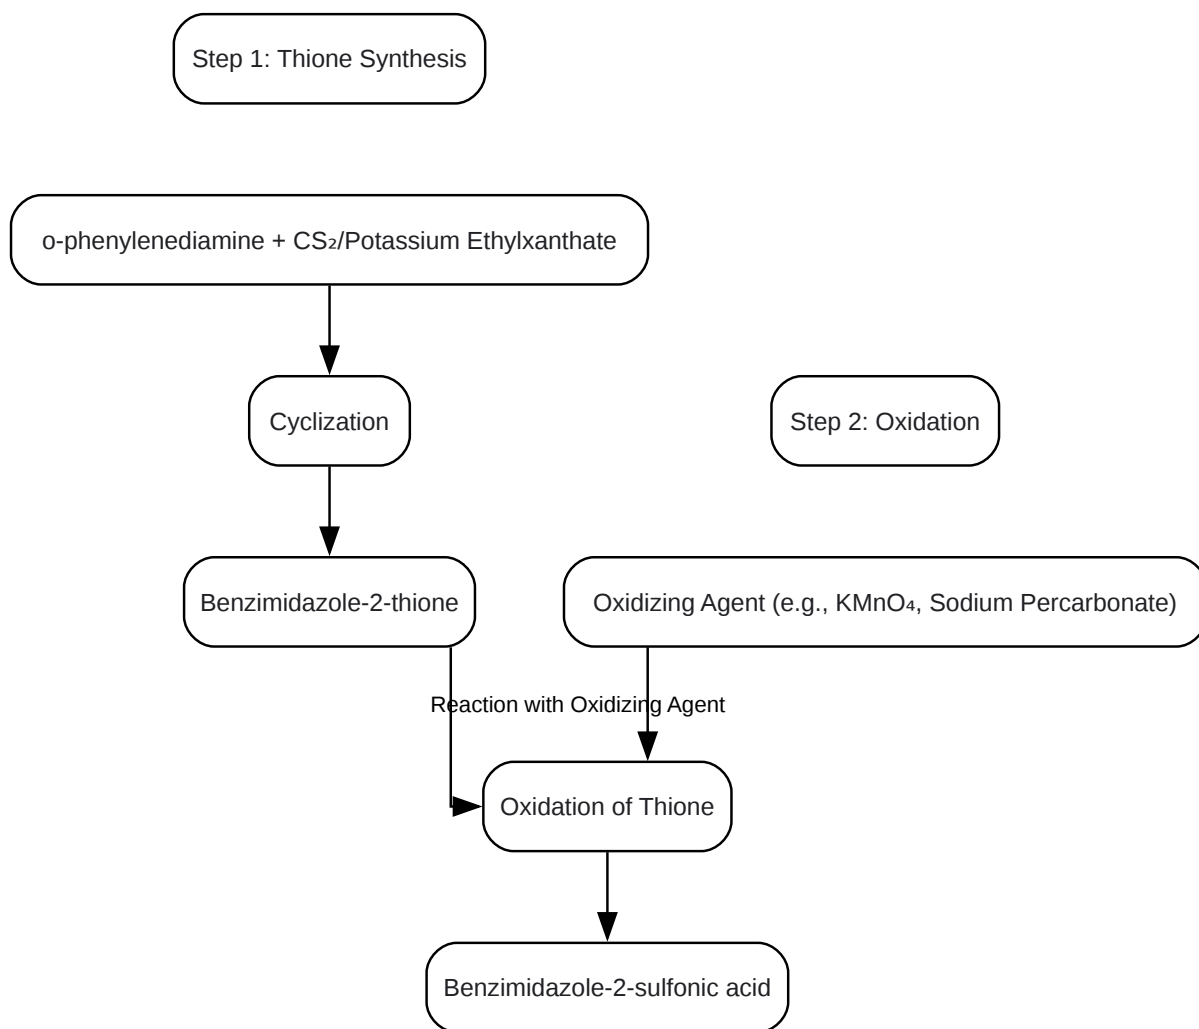 Step 1: Thione Synthesis
o-phenylenediamine + CS₂/Potassium Ethylxanthate
Cyclization
Step 2: Oxidation
Benzimidazole-2-thione
Oxidizing Agent (e.g., KMnO₄, Sodium Percarbonate)
Reaction with Oxidizing Agent
Oxidation of Thione
Benzimidazole-2-sulfonic acid